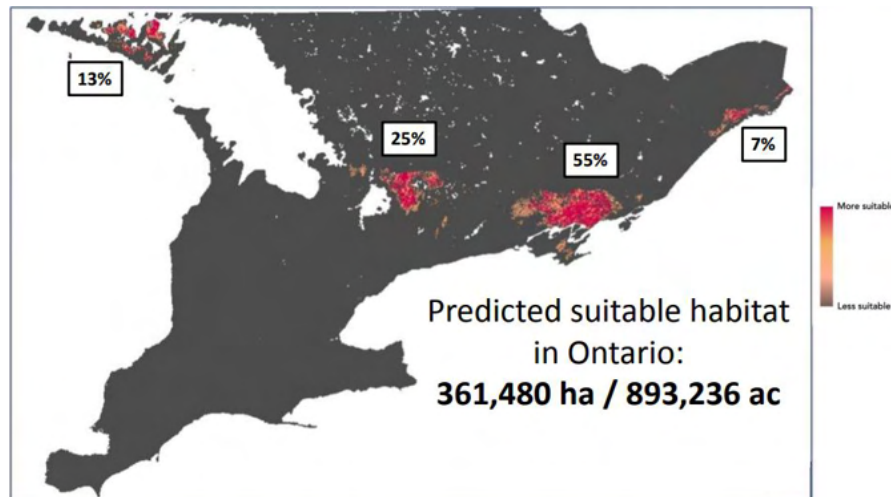 13%
25%
55%
7%
More suitable
Less suitable
Predicted suitable habitat
in Ontario:
361,480 ha / 893,236 ac